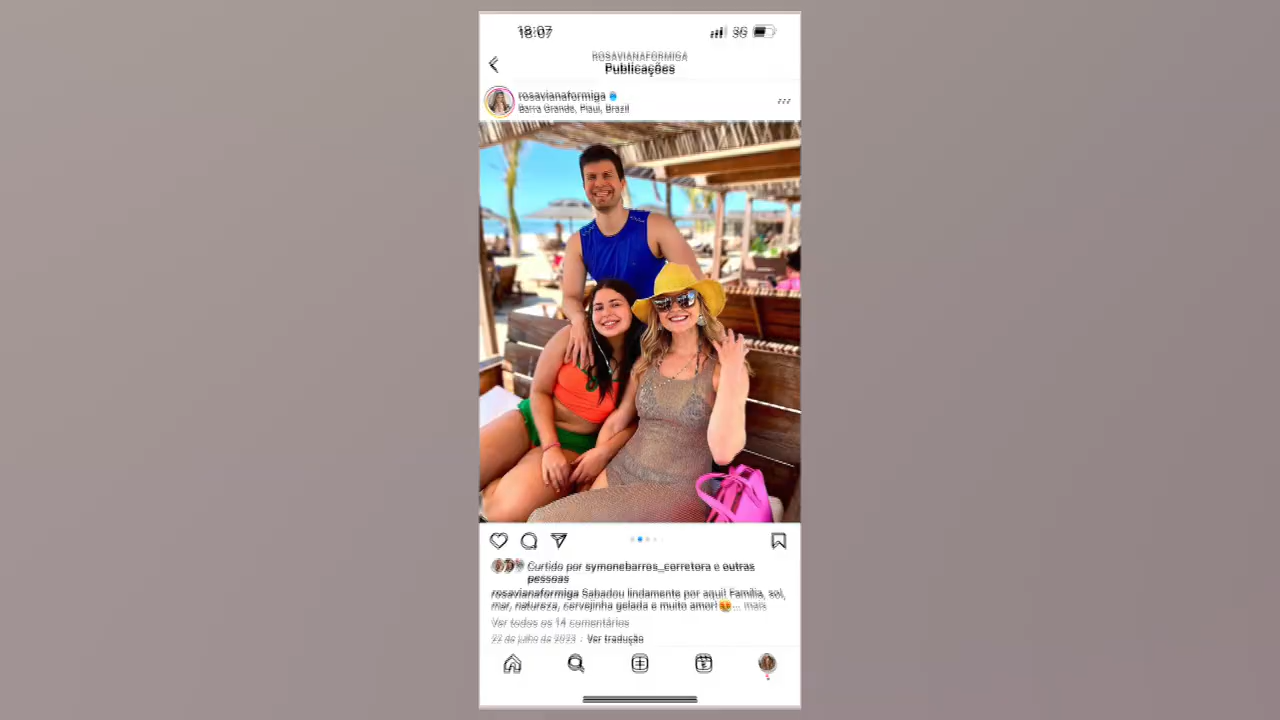 18:07
3G
ROSAVIANAFORMIGA
Publicações
rosavianaformiga
Barra Grande, Piaui, Brazil
Curtido por symonebarros_corretora e outras
pessoas
rosavianaformiga Sabadou lindamente por aqui! Família, sol,
mar, natureza, cervejinha gelada e muito amor!😍... mais
Ver todos os 14 comentários
22 de julho de 2023 · Ver tradução